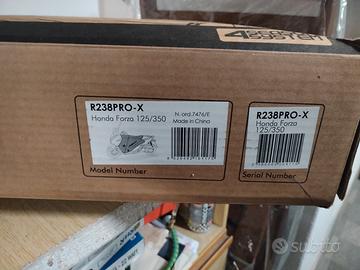 R238PRO-X
Honda Forza 125/350
N. ord.7476/E
Made in China
Model Number
R238PRO-X
Honda Forza
125/350
Serial Number
subito